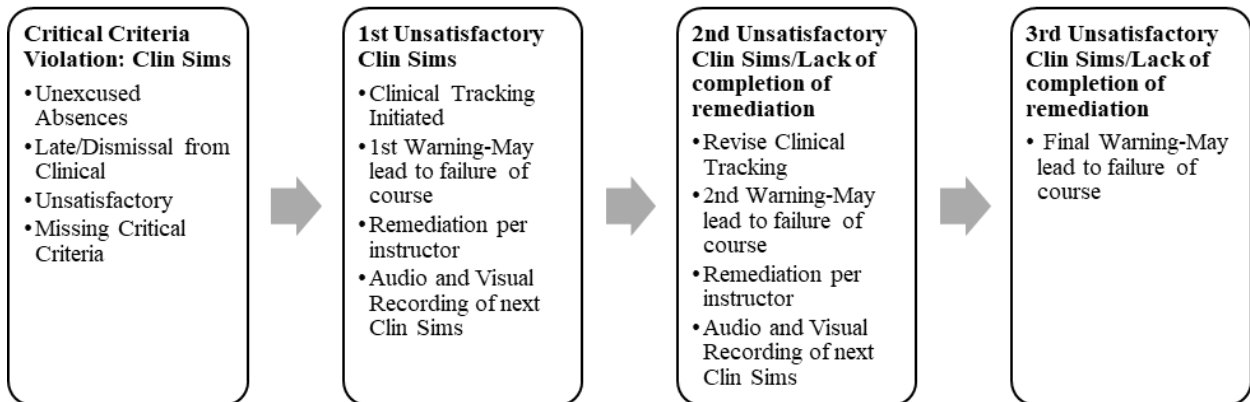 Critical Criteria
Violation: Clin Sims
•Unexcused
Absences
•Late/Dismissal from
Clinical
•Unsatisfactory
•Missing Critical
Criteria
1st Unsatisfactory
Clin Sims
•Clinical Tracking
Initiated
•1st Warning-May
lead to failure of
course
•Remediation per
instructor
•Audio and Visual
Recording of next
Clin Sims
2nd Unsatisfactory
Clin Sims/Lack of
completion of
remediation
•Revise Clinical
Tracking
•2nd Warning-May
lead to failure of
course
•Remediation per
instructor
•Audio and Visual
Recording of next
Clin Sims
3rd Unsatisfactory
Clin Sims/Lack of
completion of
remediation
• Final Warning-May
lead to failure of
course